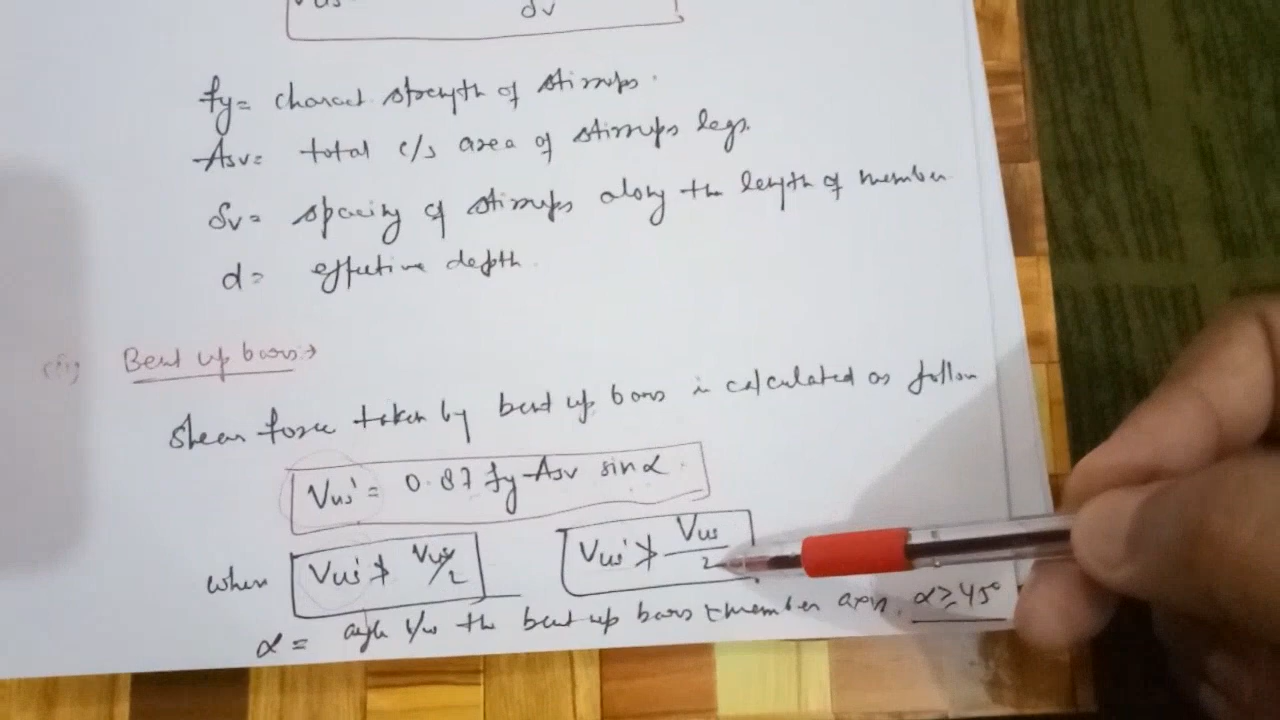 Vus
Sv
fy= charact. strength of stirrups.
Asv= total c/s area of stirrups legs.
Sv= spacing of stirrups along the length of member
d= effective depth
(ii) Bent up bars→
Shear force taken by bent up bars is calculated as follow
Vus' = 0.87 fy Asv sinα
when Vus' ≯ Vus/2 Vus' ≯ Vus/2
α = angle b/w the bent up bars & member axis. α≥45°